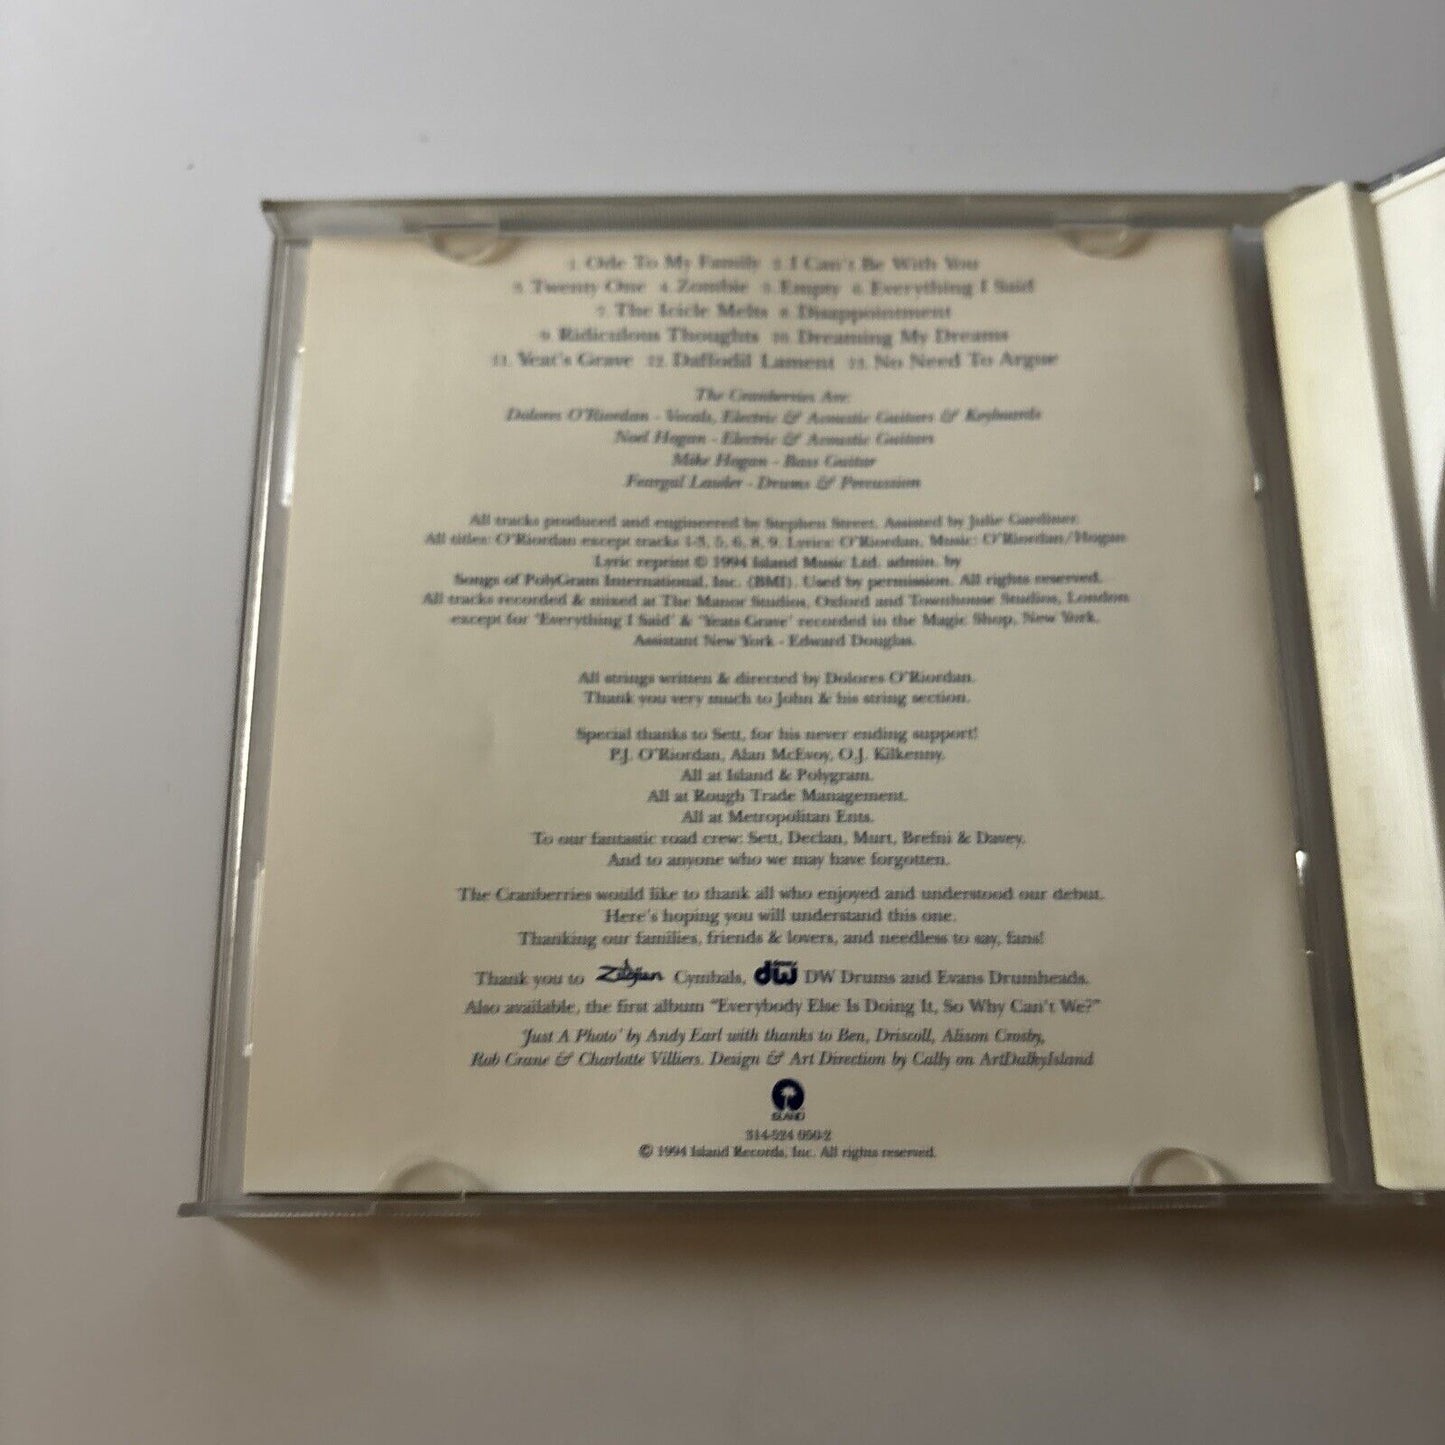 1. Ode To My Family 2. I Can't Be With You
3. Twenty One 4. Zombie 5. Empty 6. Everything I Said
7. The Icicle Melts 8. Disappointment
9. Ridiculous Thoughts 10. Dreaming My Dreams
11. Yeat's Grave 12. Daffodil Lament 13. No Need To Argue
The Cranberries Are:
Dolores O'Riordan - Vocals, Electric & Acoustic Guitars & Keyboards
Noel Hogan - Electric & Acoustic Guitars
Mike Hogan - Bass Guitar
Feargal Lawler - Drums & Percussion
All tracks produced and engineered by Stephen Street. Assisted by Julie Gardiner.
All titles: O'Riordan except tracks 1-3, 5, 6, 8, 9. Lyrics: O'Riordan, Music: O'Riordan/Hogan
Lyric reprint © 1994 Island Music Ltd. admin. by
Songs of PolyGram International, Inc. (BMI). Used by permission. All rights reserved.
All tracks recorded & mixed at The Manor Studios, Oxford and Townhouse Studios, London
except for 'Everything I Said' & 'Yeats Grave' recorded in the Magic Shop, New York.
Assistant New York - Edward Douglas.
All strings written & directed by Dolores O'Riordan.
Thank you very much to John & his string section.
Special thanks to Sett, for his never ending support!
P.J. O'Riordan, Alan McEvoy, O.J. Kilkenny.
All at Island & Polygram.
All at Rough Trade Management.
All at Metropolitan Ents.
To our fantastic road crew: Sett, Declan, Murt, Brefni & Davey.
And to anyone who we may have forgotten.
The Cranberries would like to thank all who enjoyed and understood our debut.
Here's hoping you will understand this one.
Thanking our families, friends & lovers, and needless to say, fans!
Thank you to Zildjian Cymbals, dw DW Drums and Evans Drumheads.
Also available, the first album "Everybody Else Is Doing It, So Why Can't We?"
'Just A Photo' by Andy Earl with thanks to Ben, Driscoll, Alison Crosby,
Rob Crane & Charlotte Villiers. Design & Art Direction by Cally on ArtDalkyIsland
ISLAND
314-524 050-2
© 1994 Island Records, Inc. All rights reserved.